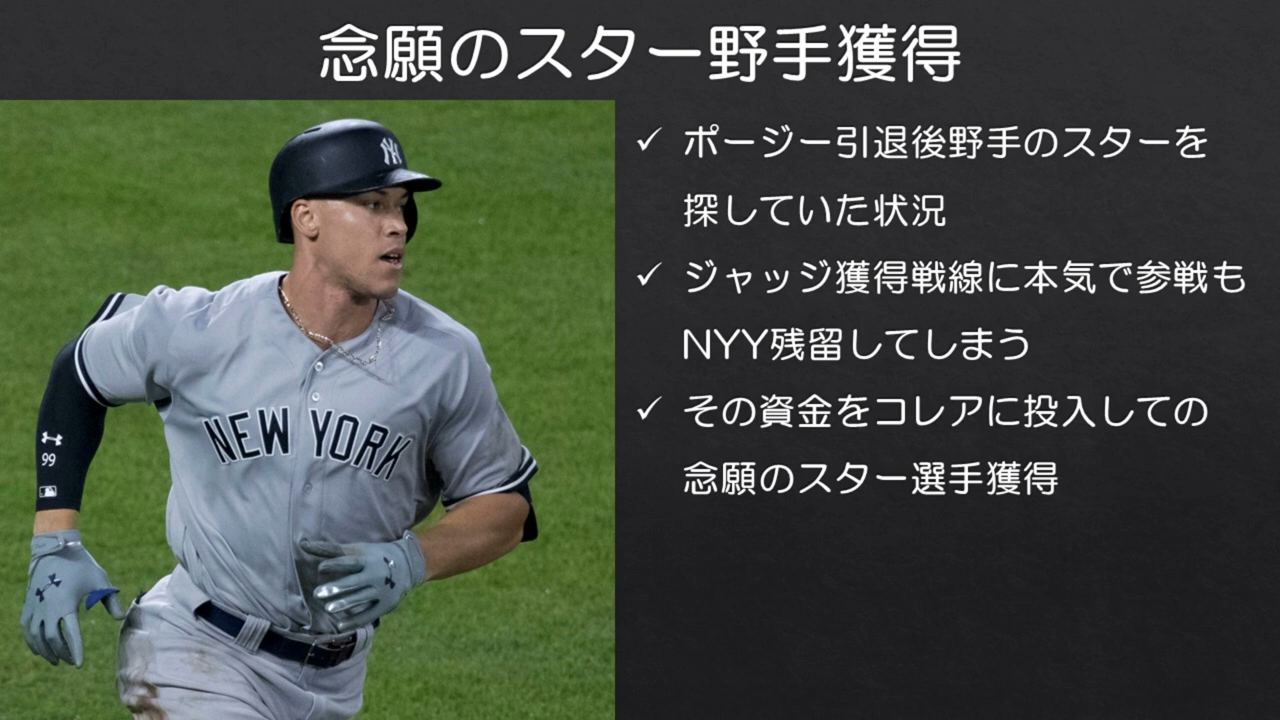 念願のスター野手獲得
✓ ポージー引退後野手のスターを
探していた状況
✓ ジャッジ獲得戦線に本気で参戦も
NYY残留してしまう
✓ その資金をコレアに投入しての
念願のスター選手獲得
NY
NEW YORK
99